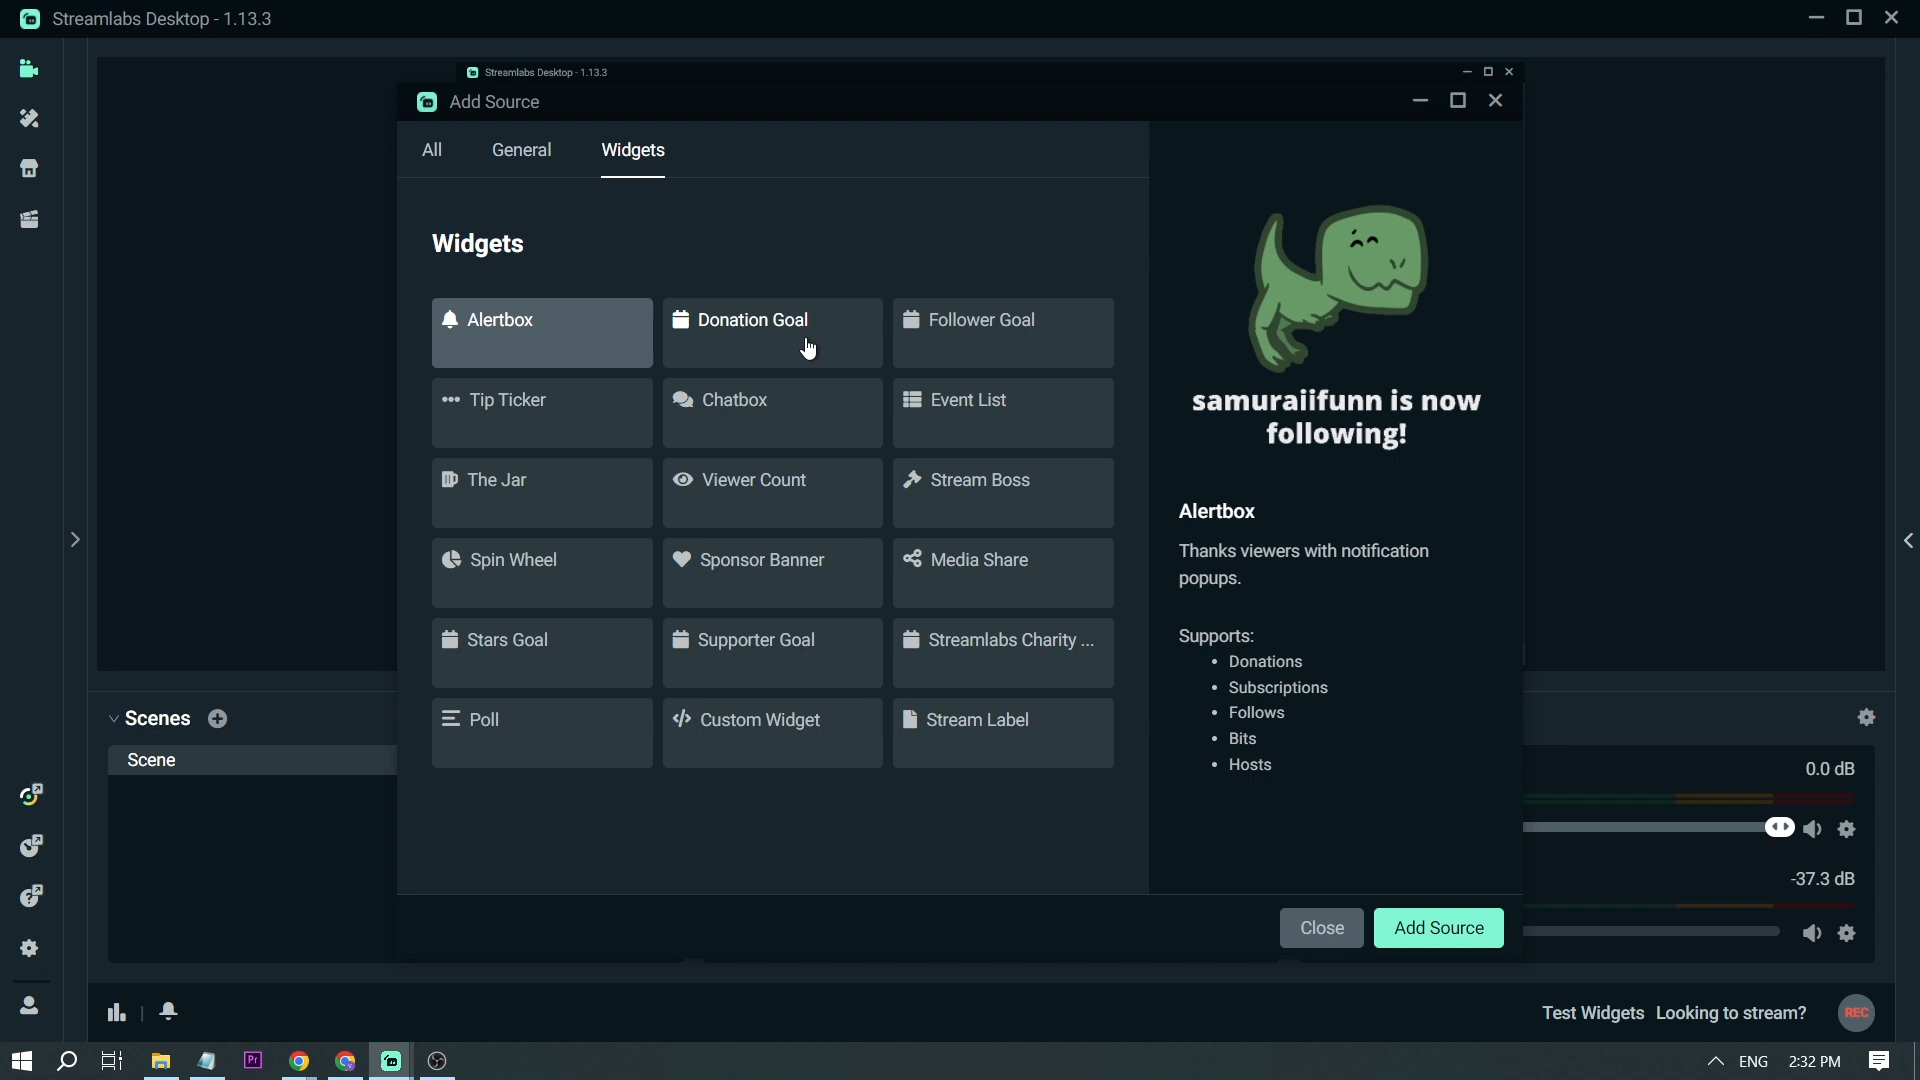 Streamlabs Desktop - 1.13.3
Streamlabs Desktop - 1.13.3
Add Source
All General Widgets
Widgets
Alertbox Donation Goal Follower Goal
Tip Ticker Chatbox Event List
The Jar Viewer Count Stream Boss
Spin Wheel Sponsor Banner Media Share
Stars Goal Supporter Goal Streamlabs Charity ...
Poll Custom Widget Stream Label
samuraiifunn is now
following!
Alertbox
Thanks viewers with notification
popups.
Supports:
• Donations
• Subscriptions
• Follows
• Bits
• Hosts
Close Add Source
Scenes
Scene
0.0 dB
-37.3 dB
Test Widgets Looking to stream? REC
Pr
ENG 2:32 PM